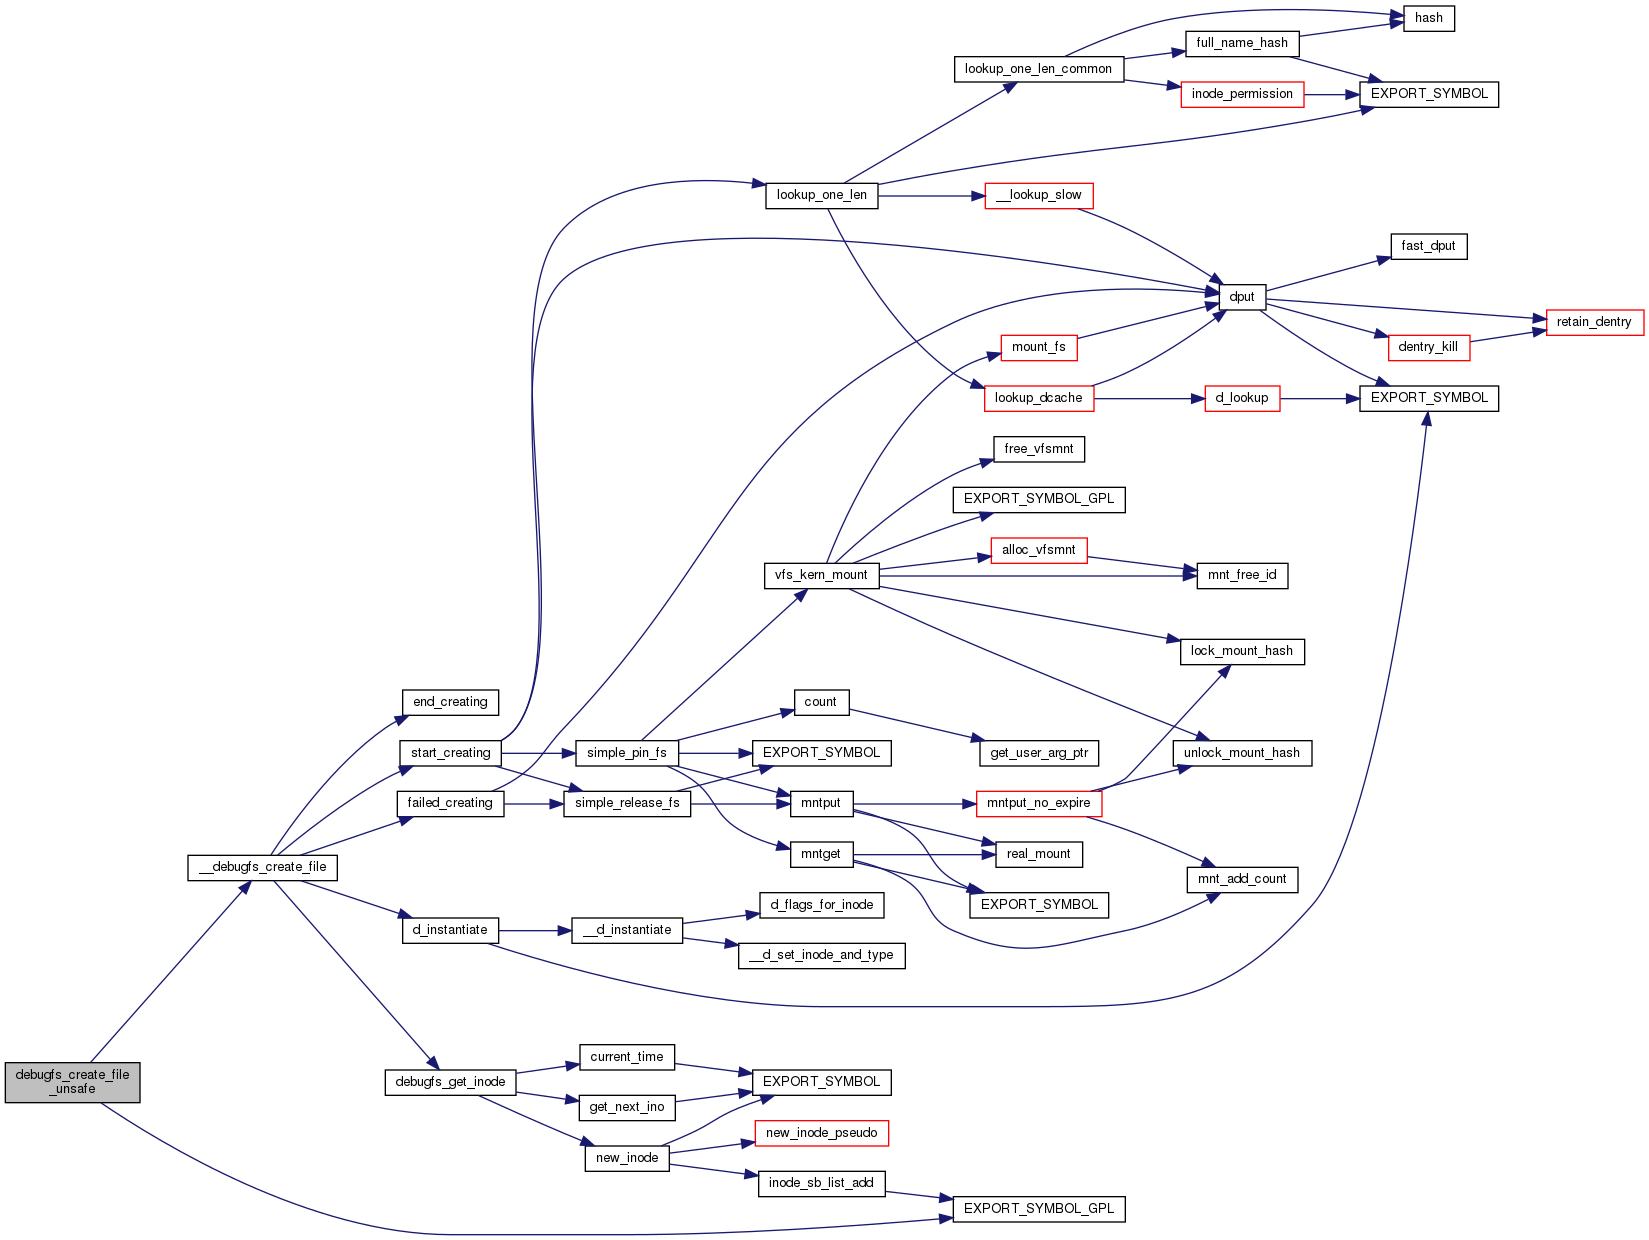 hash
full_name_hash
lookup_one_len_common
inode_permission
EXPORT_SYMBOL
lookup_one_len
__lookup_slow
fast_dput
dput
retain_dentry
mount_fs
dentry_kill
lookup_dcache
d_lookup
EXPORT_SYMBOL
free_vfsmnt
EXPORT_SYMBOL_GPL
alloc_vfsmnt
vfs_kern_mount
mnt_free_id
lock_mount_hash
end_creating
count
start_creating
simple_pin_fs
EXPORT_SYMBOL
get_user_arg_ptr
unlock_mount_hash
failed_creating
simple_release_fs
mntput
mntput_no_expire
mntget
real_mount
__debugfs_create_file
mnt_add_count
d_flags_for_inode
EXPORT_SYMBOL
d_instantiate
__d_instantiate
__d_set_inode_and_type
current_time
debugfs_create_file
_unsafe
debugfs_get_inode
EXPORT_SYMBOL
get_next_ino
new_inode_pseudo
new_inode
inode_sb_list_add
EXPORT_SYMBOL_GPL